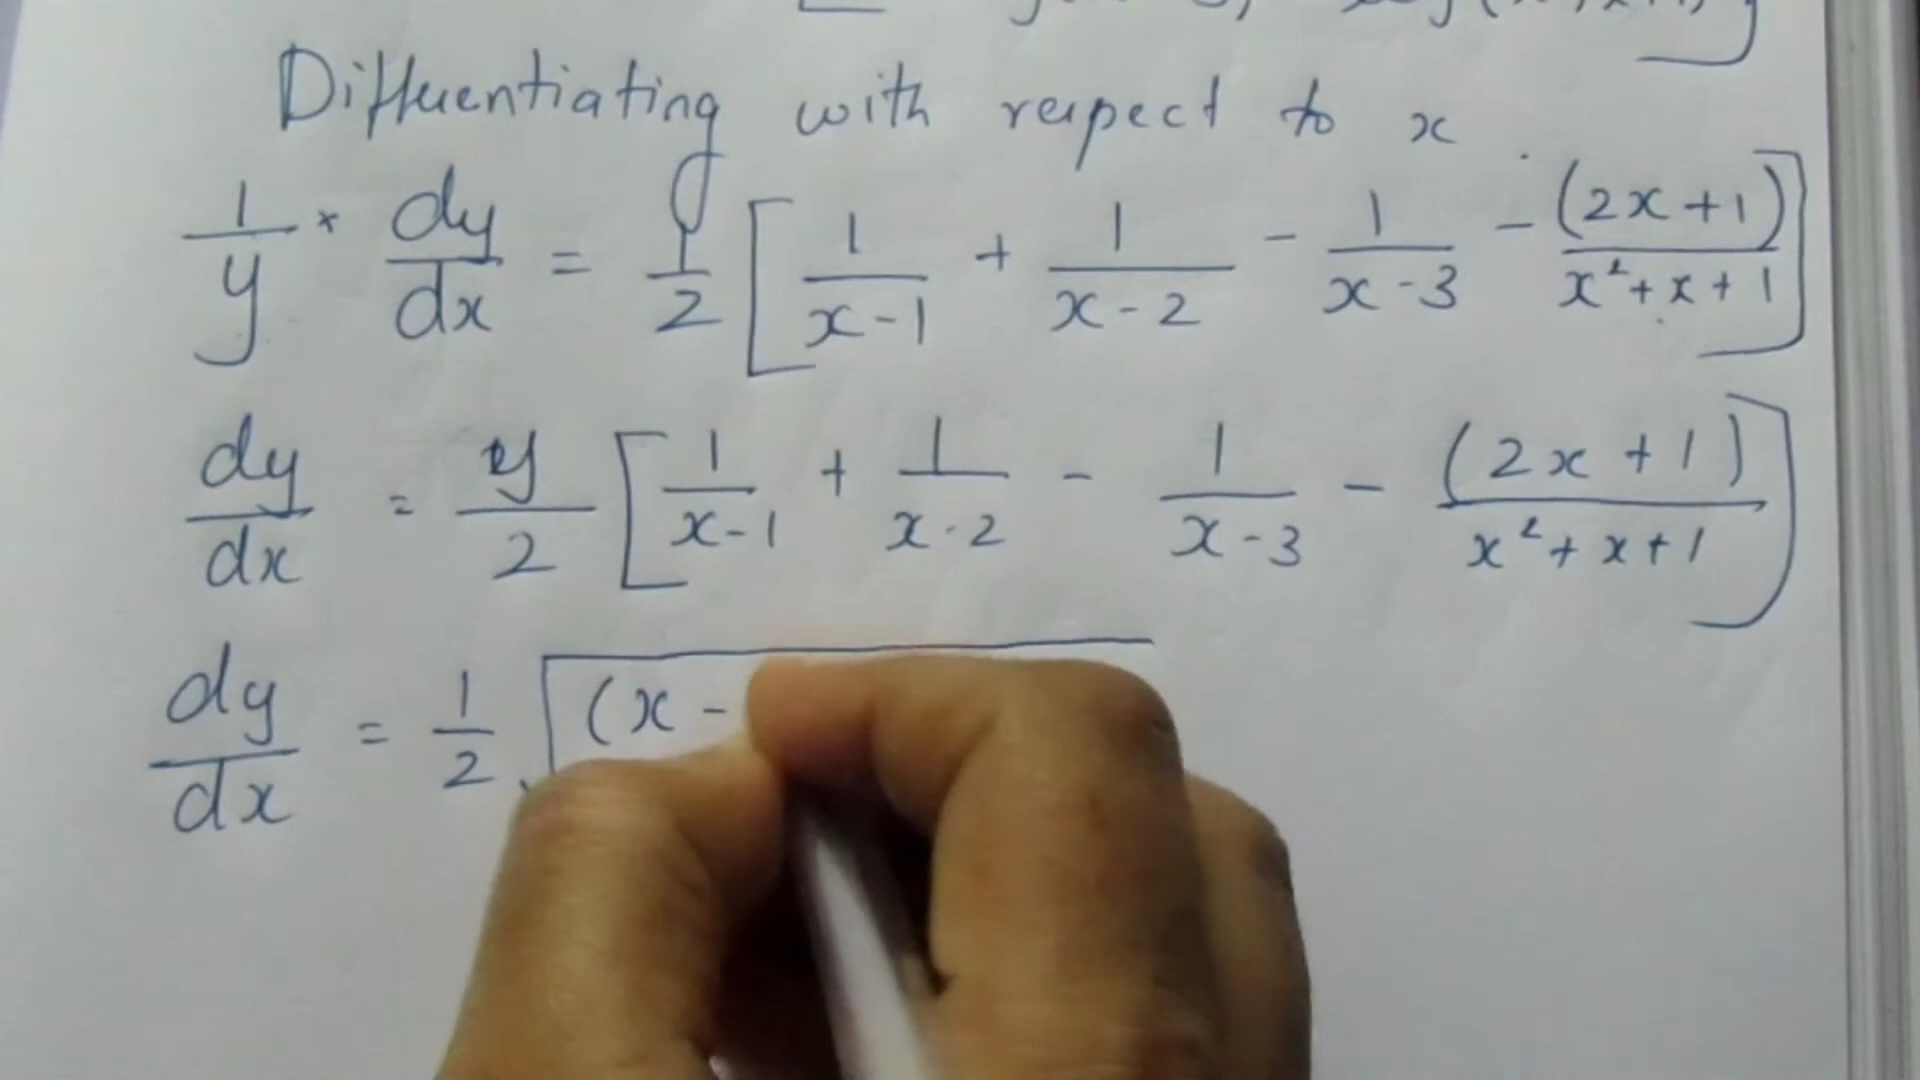 Differentiating with respect to x
1/y * dy/dx = 1/2 [ 1/(x-1) + 1/(x-2) - 1/(x-3) - (2x+1)/(x²+x+1) ]
dy/dx = y/2 [ 1/(x-1) + 1/(x-2) - 1/(x-3) - (2x+1)/(x²+x+1) ]
dy/dx = 1/2 √(x -